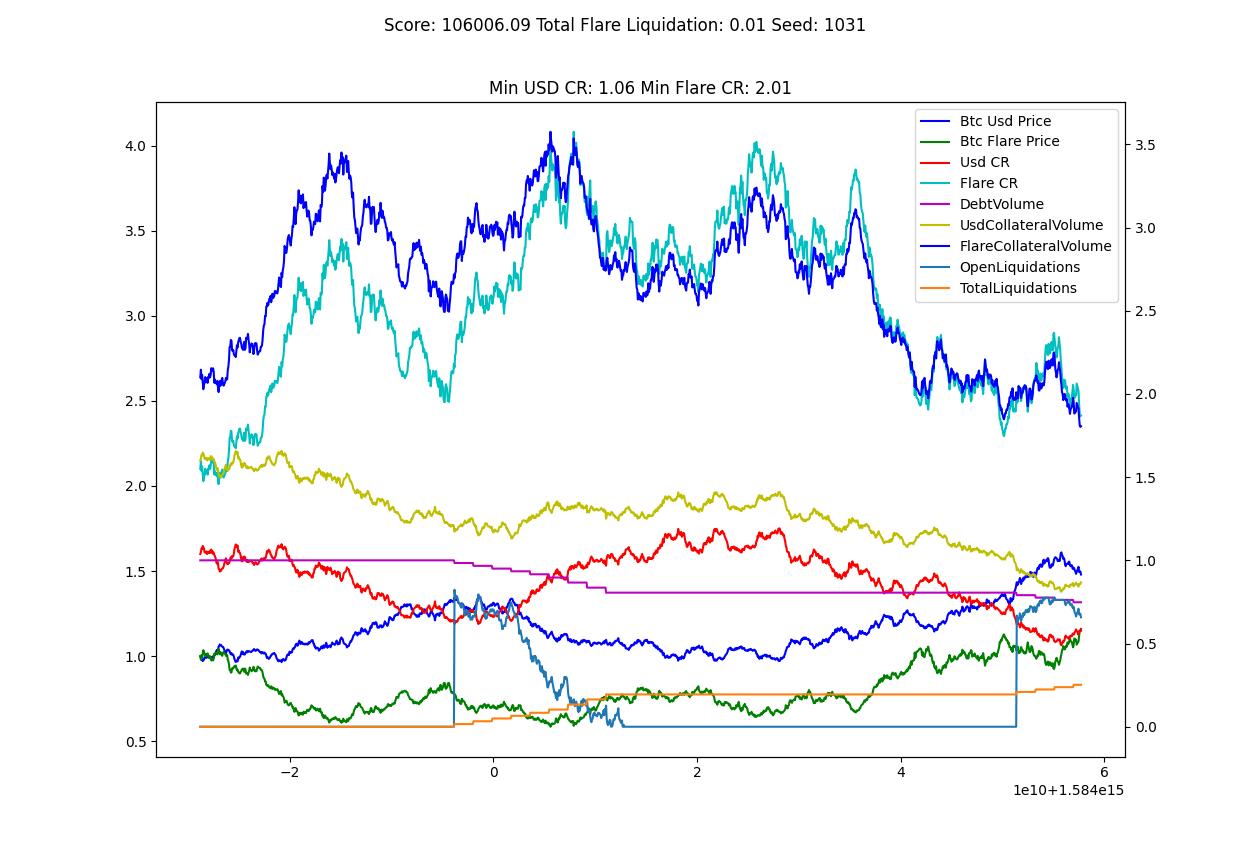 Score: 106006.09 Total Flare Liquidation: 0.01 Seed: 1031
Min USD CR: 1.06 Min Flare CR: 2.01
Btc Usd Price
Btc Flare Price
Usd CR
Flare CR
DebtVolume
UsdCollateralVolume
FlareCollateralVolume
OpenLiquidations
TotalLiquidations
4.0
3.5
3.0
2.5
2.0
1.5
1.0
0.5
3.5
3.0
2.5
2.0
1.5
1.0
0.5
0.0
−2 0 2 4 6
1e10+1.584e15